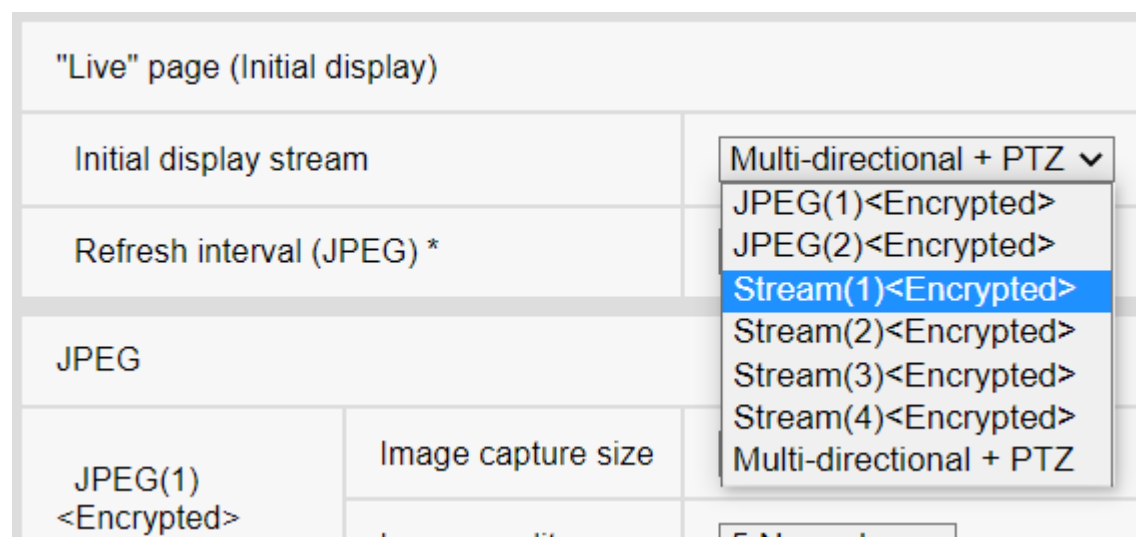 "Live" page (Initial display)
Initial display stream
Multi-directional + PTZ
JPEG(1)<Encrypted>
JPEG(2)<Encrypted>
Stream(1)<Encrypted>
Stream(2)<Encrypted>
Stream(3)<Encrypted>
Stream(4)<Encrypted>
Multi-directional + PTZ
Refresh interval (JPEG) *
JPEG
JPEG(1)
<Encrypted>
Image capture size